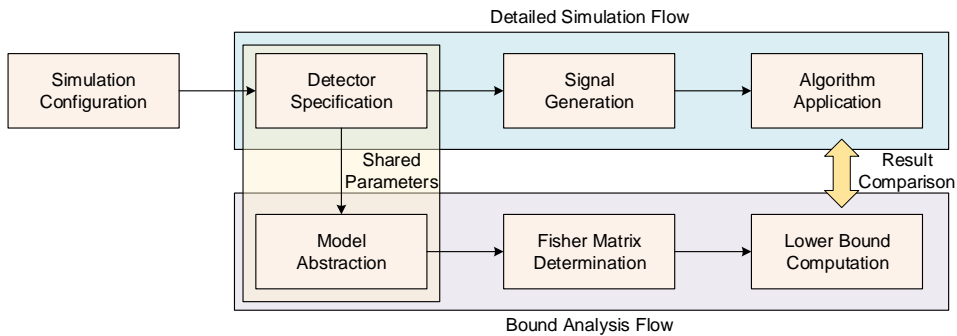 Detailed Simulation Flow
Simulation
Configuration
Detector
Specification
Signal
Generation
Algorithm
Application
Shared
Parameters
Result
Comparison
Model
Abstraction
Fisher Matrix
Determination
Lower Bound
Computation
Bound Analysis Flow